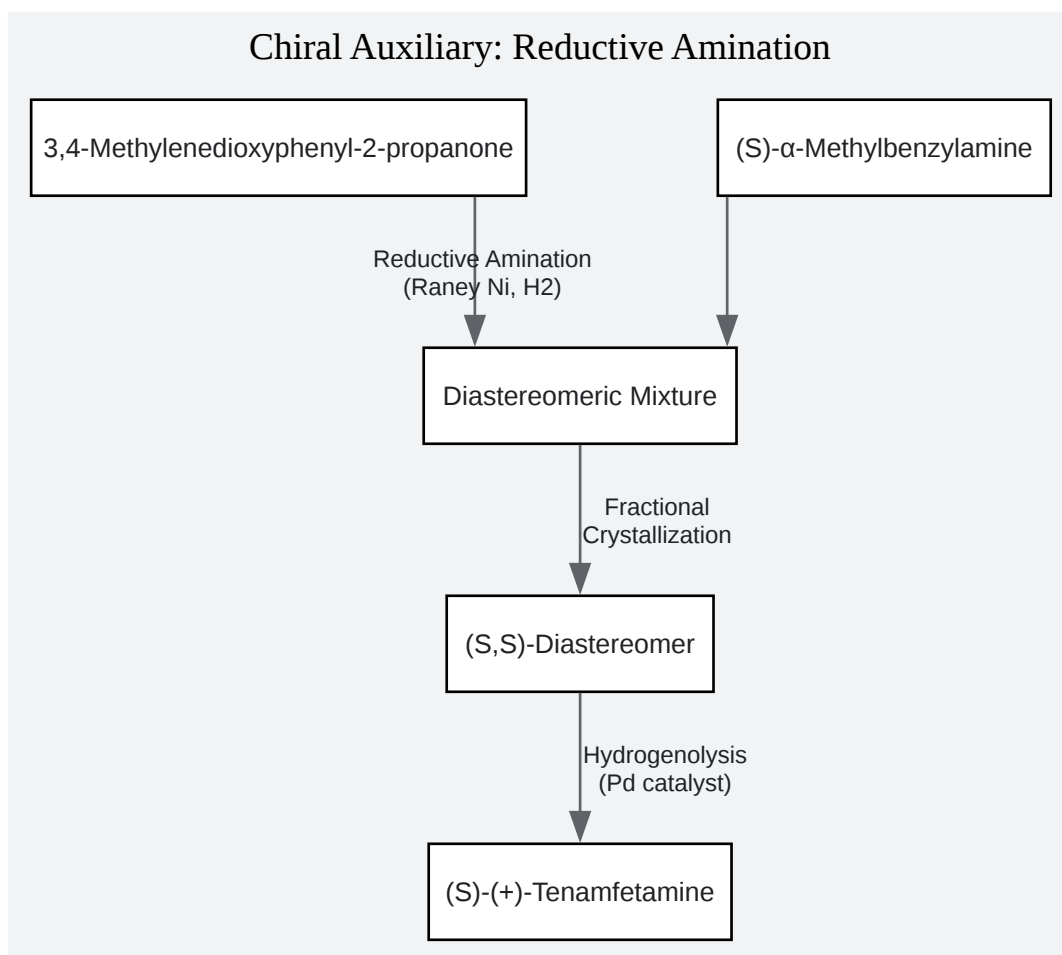 Chiral Auxiliary: Reductive Amination
3,4-Methylenedioxyphenyl-2-propanone
(S)-α-Methylbenzylamine
Reductive Amination
(Raney Ni, H2)
Diastereomeric Mixture
Fractional
Crystallization
(S,S)-Diastereomer
Hydrogenolysis
(Pd catalyst)
(S)-(+)-Tenamfetamine